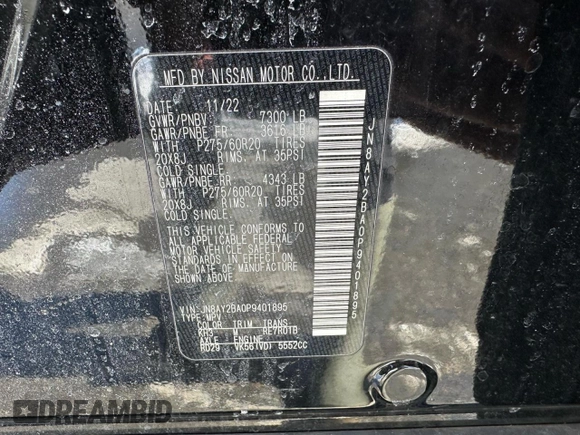 MFD BY NISSAN MOTOR CO.,LTD.
DATE 11/22
GVWR/PNBV 7300 LB
GAWR/PNBE FR 3616 LB
WITH P275/60R20 TIRES
20X8J RIMS. AT 35PSI
COLD SINGLE.
GAWR/PNBE RR 4343 LB
WITH P275/60R20 TIRES
20X8J RIMS. AT 35PSI
COLD SINGLE.
THIS VEHICLE CONFORMS TO
ALL APPLICABLE FEDERAL
MOTOR VEHICLE SAFETY
STANDARDS IN EFFECT ON
THE DATE OF MANUFACTURE
SHOWN ABOVE
VIN:JN8AY2BA0P9401895
TYPE:MPV
COLOR TRIM TRANS
KH3 M RE7R01B
AXLE ENGINE
RD29 VK56(VD) 5552CC
JN8AY2BA0P9401895
DREAMBID